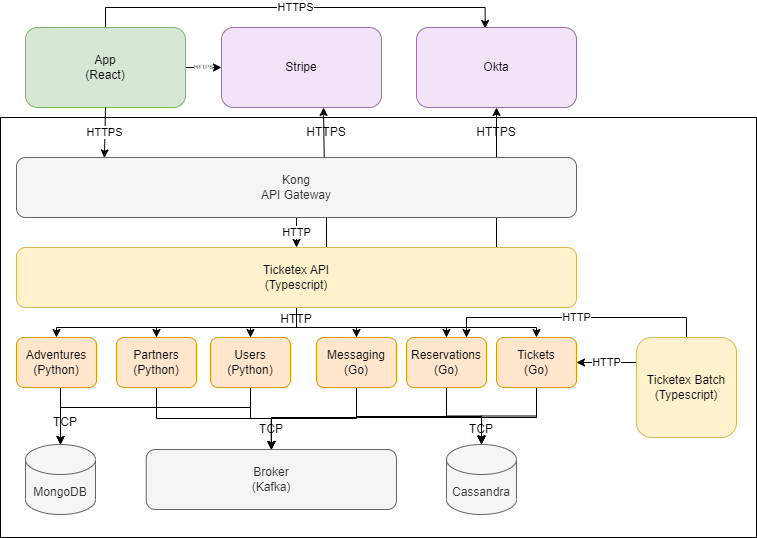 HTTPS
App
(React)
HTTPS
Stripe
Okta
HTTPS
HTTPS
HTTPS
Kong
API Gateway
HTTP
Ticketex API
(Typescript)
HTTP
HTTP
Adventures
(Python)
Partners
(Python)
Users
(Python)
Messaging
(Go)
Reservations
(Go)
Tickets
(Go)
HTTP
Ticketex Batch
(Typescript)
TCP
TCP
TCP
MongoDB
Broker
(Kafka)
Cassandra